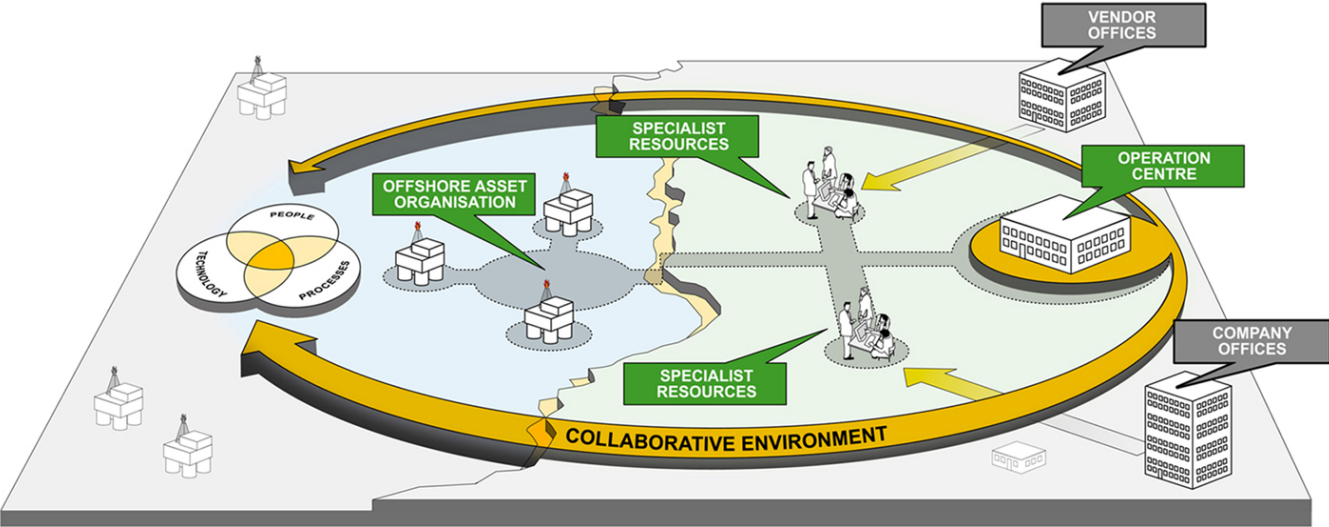 VENDOR
OFFICES
SPECIALIST
RESOURCES
OPERATION
CENTRE
OFFSHORE ASSET
ORGANISATION
PEOPLE
TECHNOLOGY
PROCESSES
COMPANY
OFFICES
SPECIALIST
RESOURCES
COLLABORATIVE ENVIRONMENT